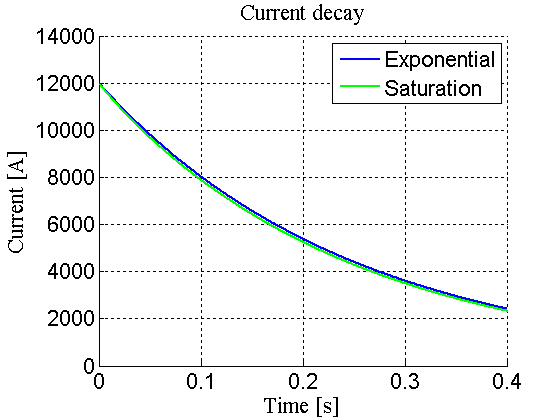 Current decay
14000
12000
10000
8000
6000
4000
2000
0
Current [A]
Exponential
Saturation
0 0.1 0.2 0.3 0.4
Time [s]